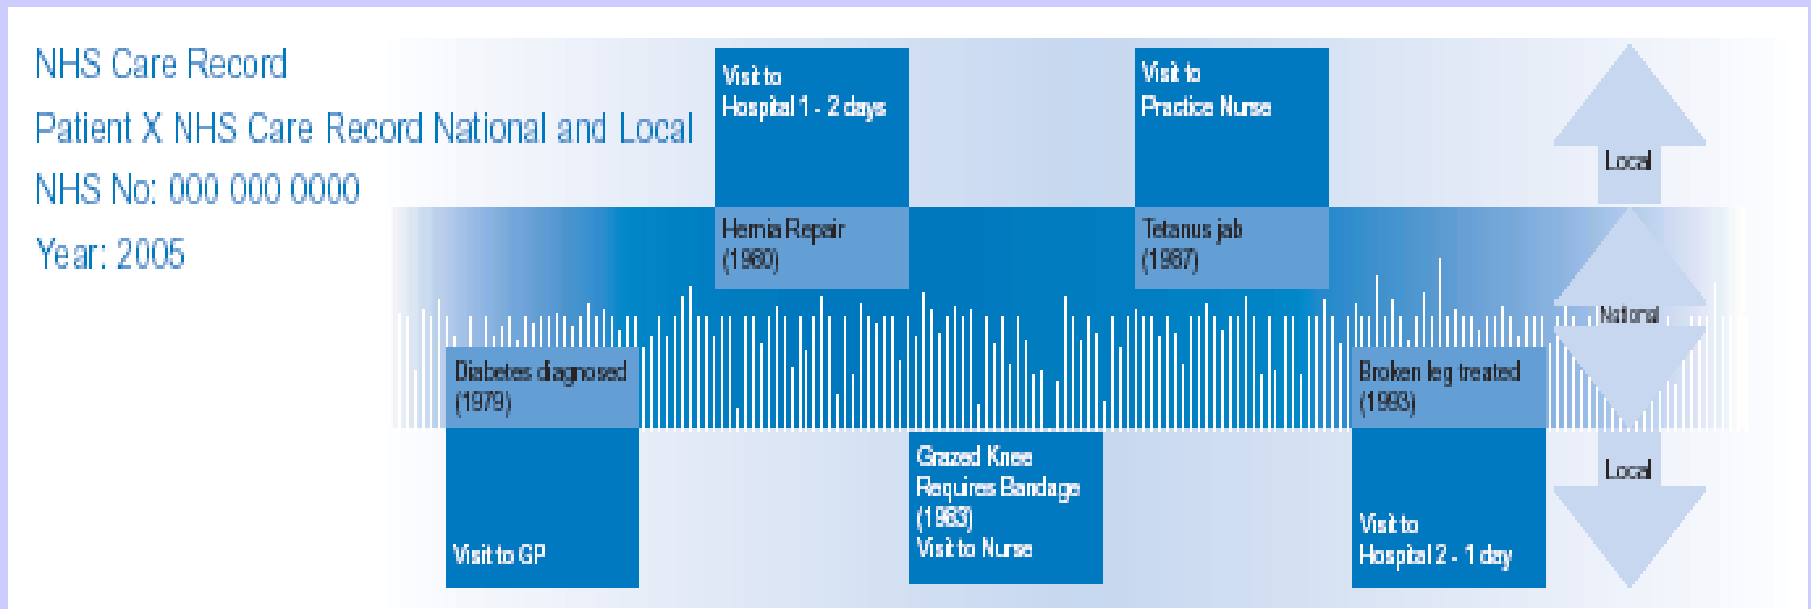 NHS Care Record
Patient X NHS Care Record National and Local
NHS No: 000 000 0000
Year: 2005
Visit to
Hospital 1 - 2 days
Hernia Repair
(1980)
Visit to
Practice Nurse
Tetanus jab
(1987)
Local
National
Local
Diabetes diagnosed
(1979)
Visit to GP
Grazed Knee
Requires Bandage
(1983)
Visit to Nurse
Broken leg treated
(1993)
Visit to
Hospital 2 - 1 day